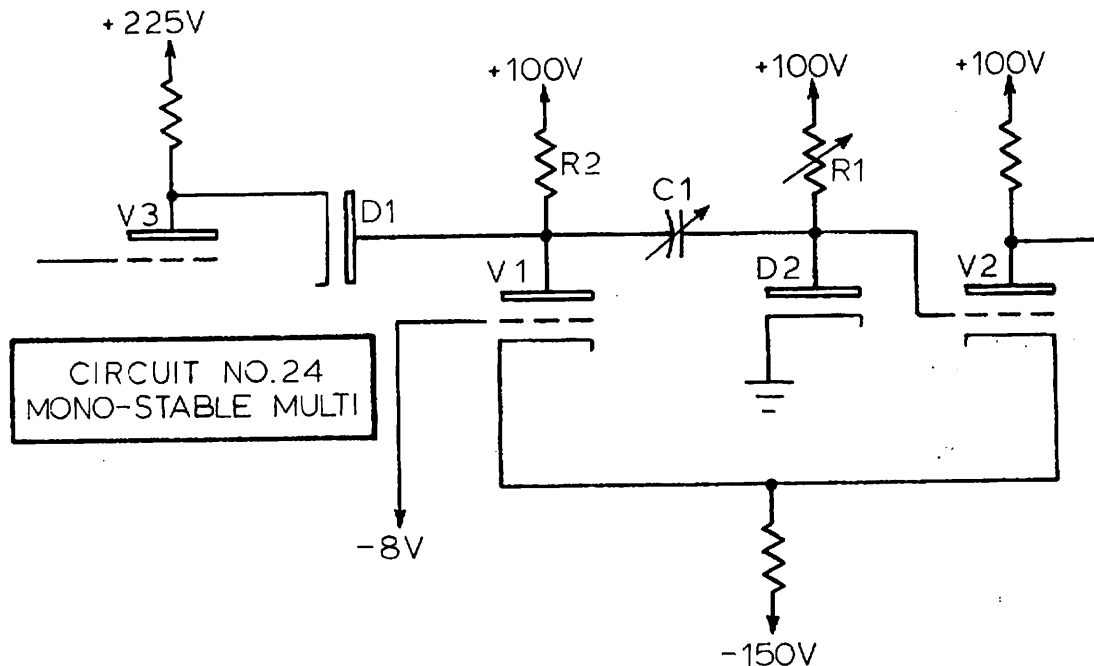 +225V
+100V
+100V
+100V
R2
R1
C1
V3
D1
V1
D2
V2
CIRCUIT NO.24
MONO-STABLE MULTI
-8V
-150V